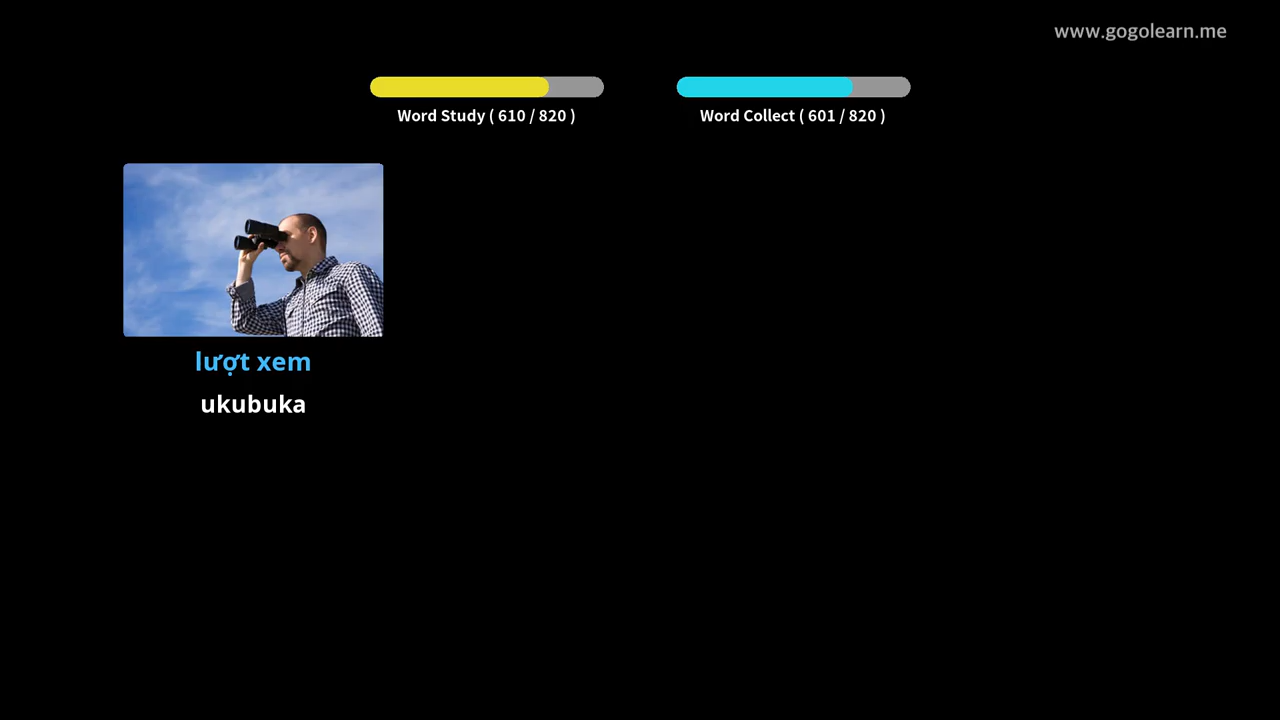 www.gogolearn.me
Word Study ( 610 / 820 )
Word Collect ( 601 / 820 )
lượt xem
ukubuka